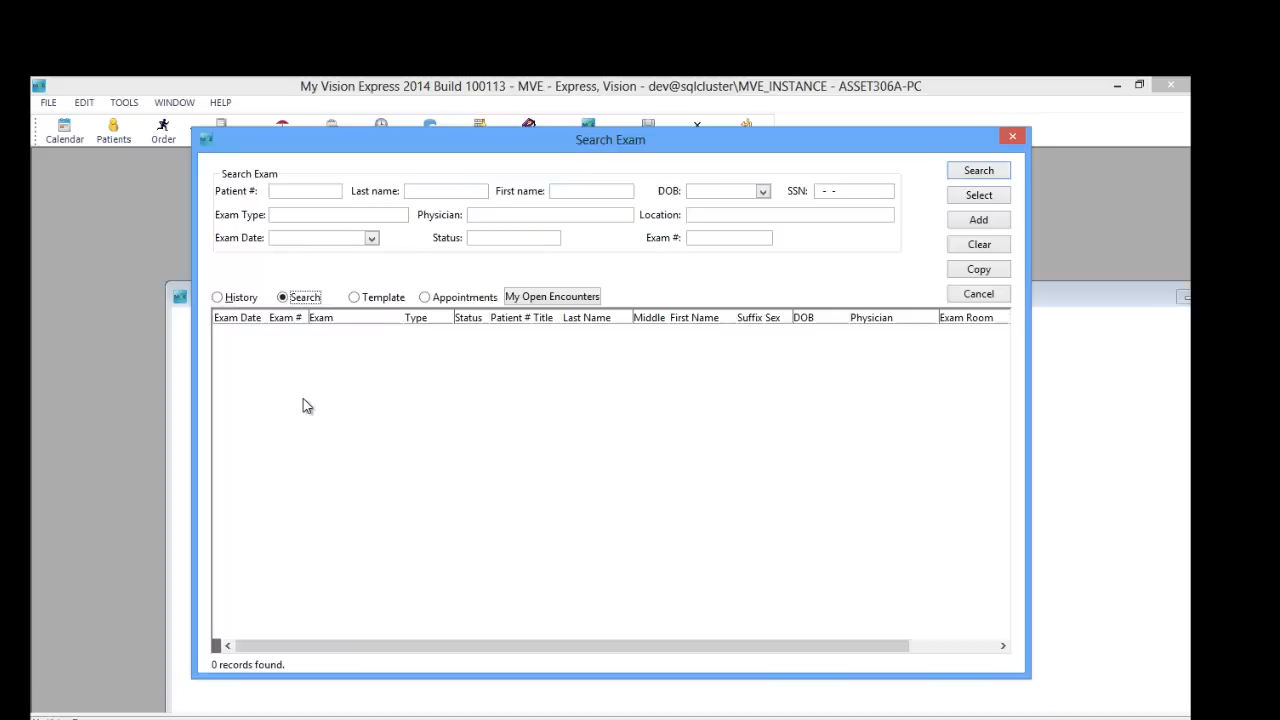 My Vision Express 2014 Build 100113 - MVE - Express, Vision - dev@sqlcluster\MVE_INSTANCE - ASSET306A-PC
FILE EDIT TOOLS WINDOW HELP
Calendar Patients Order
Search Exam
Search Exam
Patient #: Last name: First name: DOB: SSN: - -
Exam Type: Physician: Location:
Exam Date: Status: Exam #:
Search
Select
Add
Clear
Copy
Cancel
History Search Template Appointments My Open Encounters
Exam Date Exam # Exam Type Status Patient # Title Last Name Middle First Name Suffix Sex DOB Physician Exam Room
0 records found.